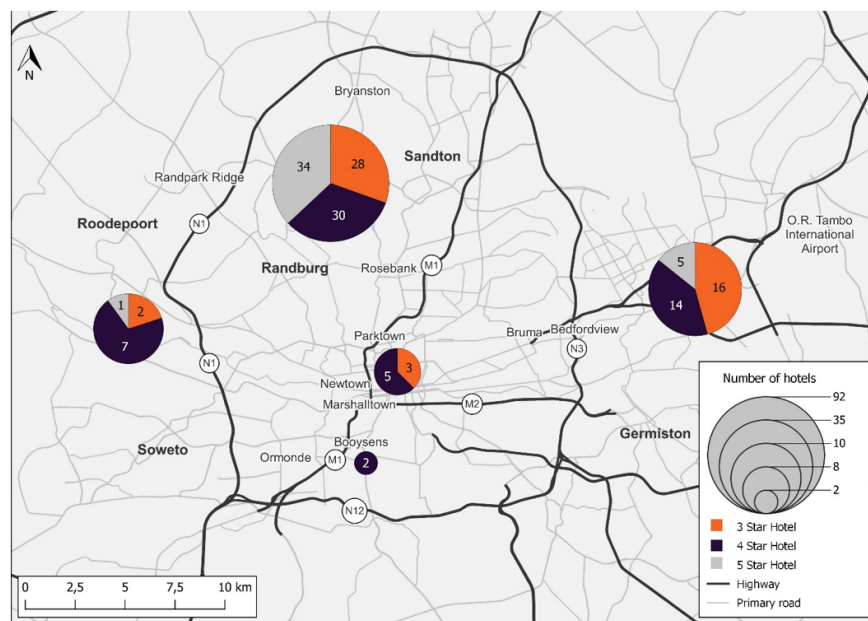 N
Bryanston
34
28
30
Sandton
Randpark Ridge
Roodepoort
N1
O.R. Tambo
International
Airport
Randburg
Rosebank
M1
5
16
14
1
2
7
Parktown
Bruma
Bedfordview
N3
N1
3
5
Newtown
Marshalltown
M2
Soweto
Booysens
Germiston
Ormonde
M1
2
N12
Number of hotels
92
35
10
8
2
3 Star Hotel
4 Star Hotel
5 Star Hotel
Highway
Primary road
0 2,5 5 7,5 10 km